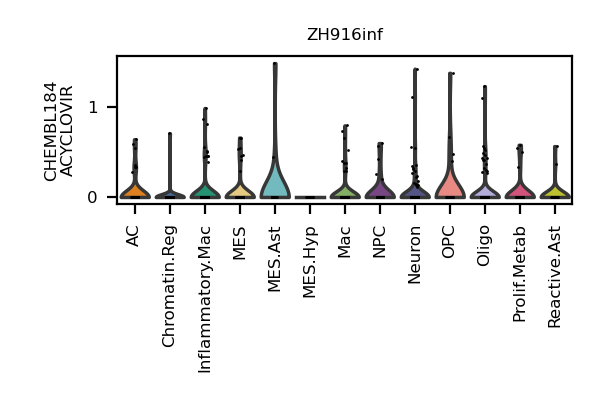 ZH916inf
CHEMBL184
ACYCLOVIR
1
0
AC
Chromatin.Reg
Inflammatory.Mac
MES
MES.Ast
MES.Hyp
Mac
NPC
Neuron
OPC
Oligo
Prolif.Metab
Reactive.Ast